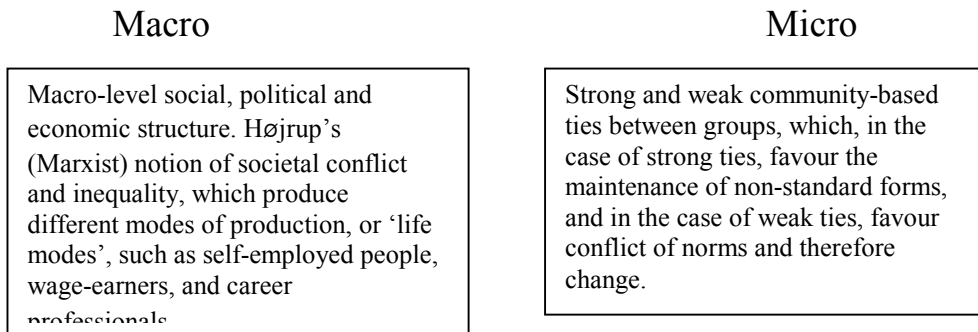 Macro
Micro
Macro-level social, political and
economic structure. Højrup's
(Marxist) notion of societal conflict
and inequality, which produce
different modes of production, or ‘life
modes’, such as self-employed people,
wage-earners, and career
professionals
Strong and weak community-based
ties between groups, which, in the
case of strong ties, favour the
maintenance of non-standard forms,
and in the case of weak ties, favour
conflict of norms and therefore
change.